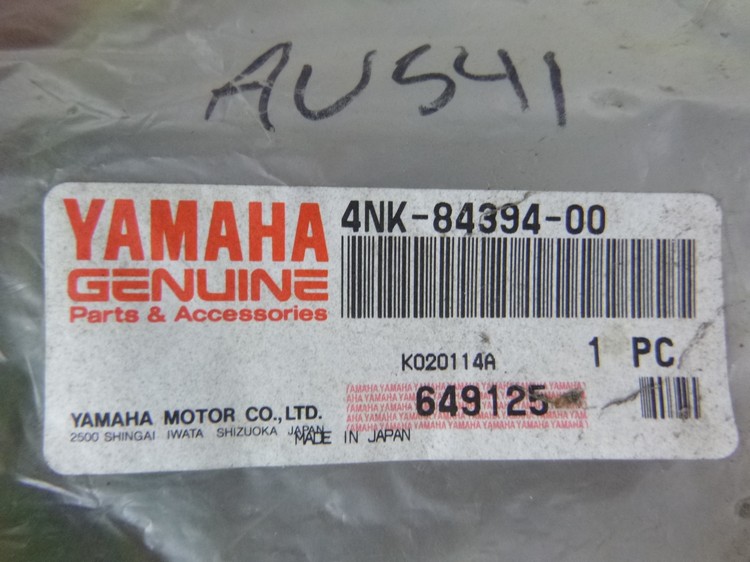 AU541
YAMAHA
GENUINE
Parts & Accessories
4NK-84394-00
K020114A
1 PC
649125
YAMAHA MOTOR CO., LTD.
2500 SHINGAI IWATA SHIZUOKA JAPAN
MADE IN JAPAN